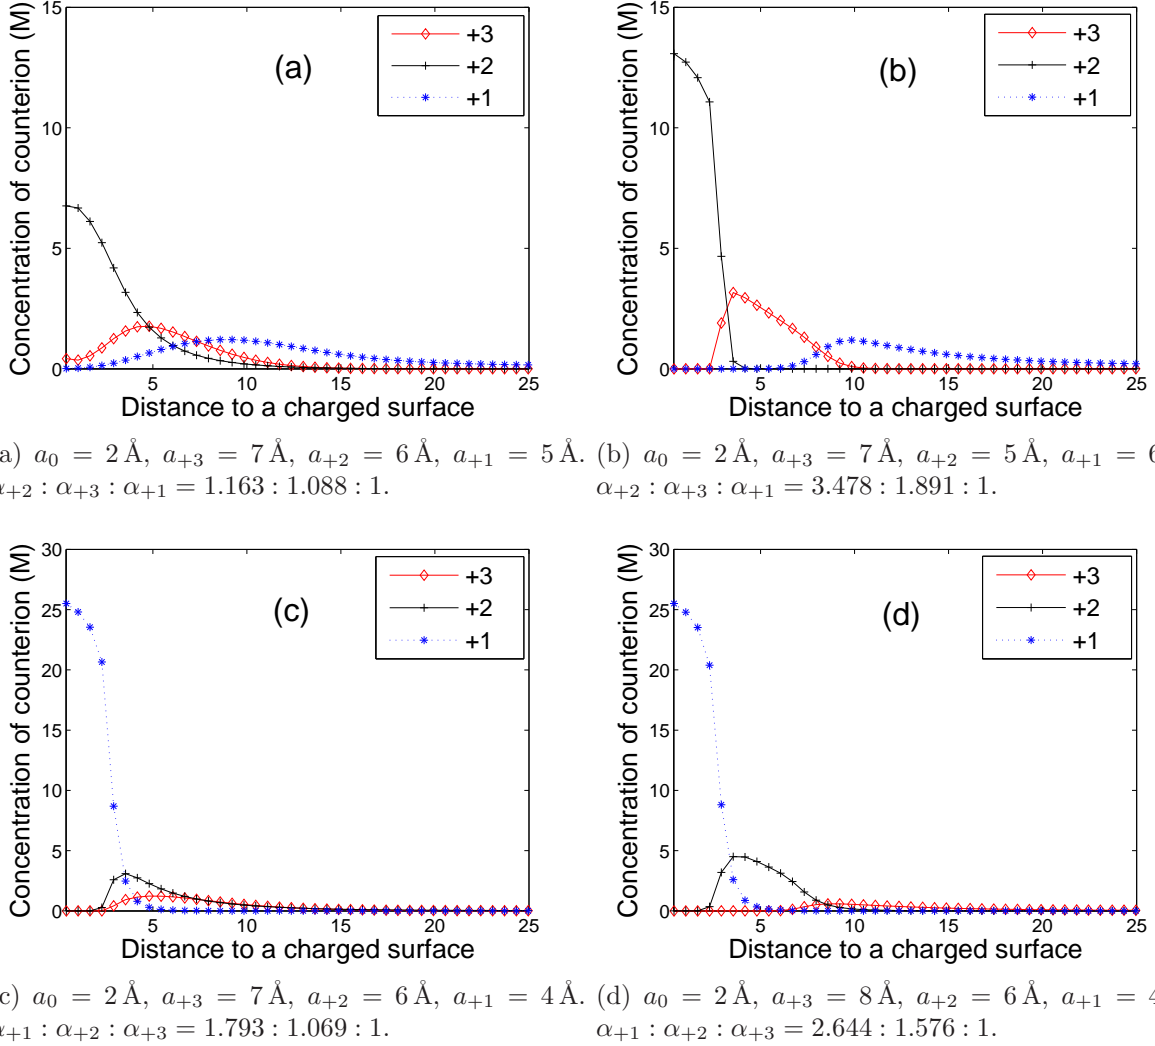 15
10
5
0
5
10
15
20
25
Concentration of counterion (M)
Distance to a charged surface
(a)
+3
+2
+1
15
10
5
0
5
10
15
20
25
Concentration of counterion (M)
Distance to a charged surface
(b)
+3
+2
+1
a) a₀ = 2 Å, a₊₃ = 7 Å, a₊₂ = 6 Å, a₊₁ = 5 Å.
α₊₂ : α₊₃ : α₊₁ = 1.163 : 1.088 : 1.
(b) a₀ = 2 Å, a₊₃ = 7 Å, a₊₂ = 5 Å, a₊₁ = 6
α₊₂ : α₊₃ : α₊₁ = 3.478 : 1.891 : 1.
30
25
20
15
10
5
0
5
10
15
20
25
Concentration of counterion (M)
Distance to a charged surface
(c)
+3
+2
+1
30
25
20
15
10
5
0
5
10
15
20
25
Concentration of counterion (M)
Distance to a charged surface
(d)
+3
+2
+1
c) a₀ = 2 Å, a₊₃ = 7 Å, a₊₂ = 6 Å, a₊₁ = 4 Å.
α₊₁ : α₊₂ : α₊₃ = 1.793 : 1.069 : 1.
(d) a₀ = 2 Å, a₊₃ = 8 Å, a₊₂ = 6 Å, a₊₁ = 4
α₊₁ : α₊₂ : α₊₃ = 2.644 : 1.576 : 1.